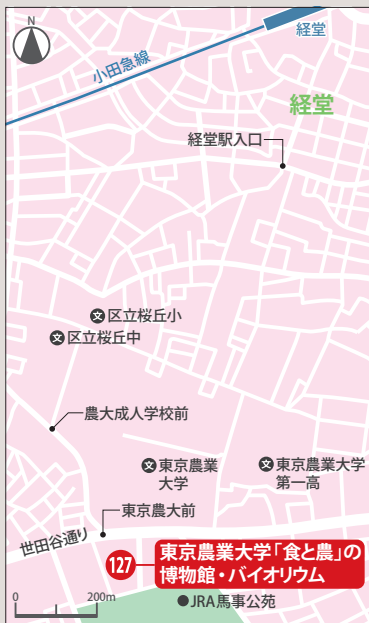 N
経堂
小田急線
経堂
経堂駅入口
区立桜丘小
区立桜丘中
農大成人学校前
東京農業
大学
東京農業大学
第一高
東京農大前
世田谷通り
127
東京農業大学「食と農」の
博物館・バイオリウム
0 200m
JRA馬事公苑
文
文
文
文